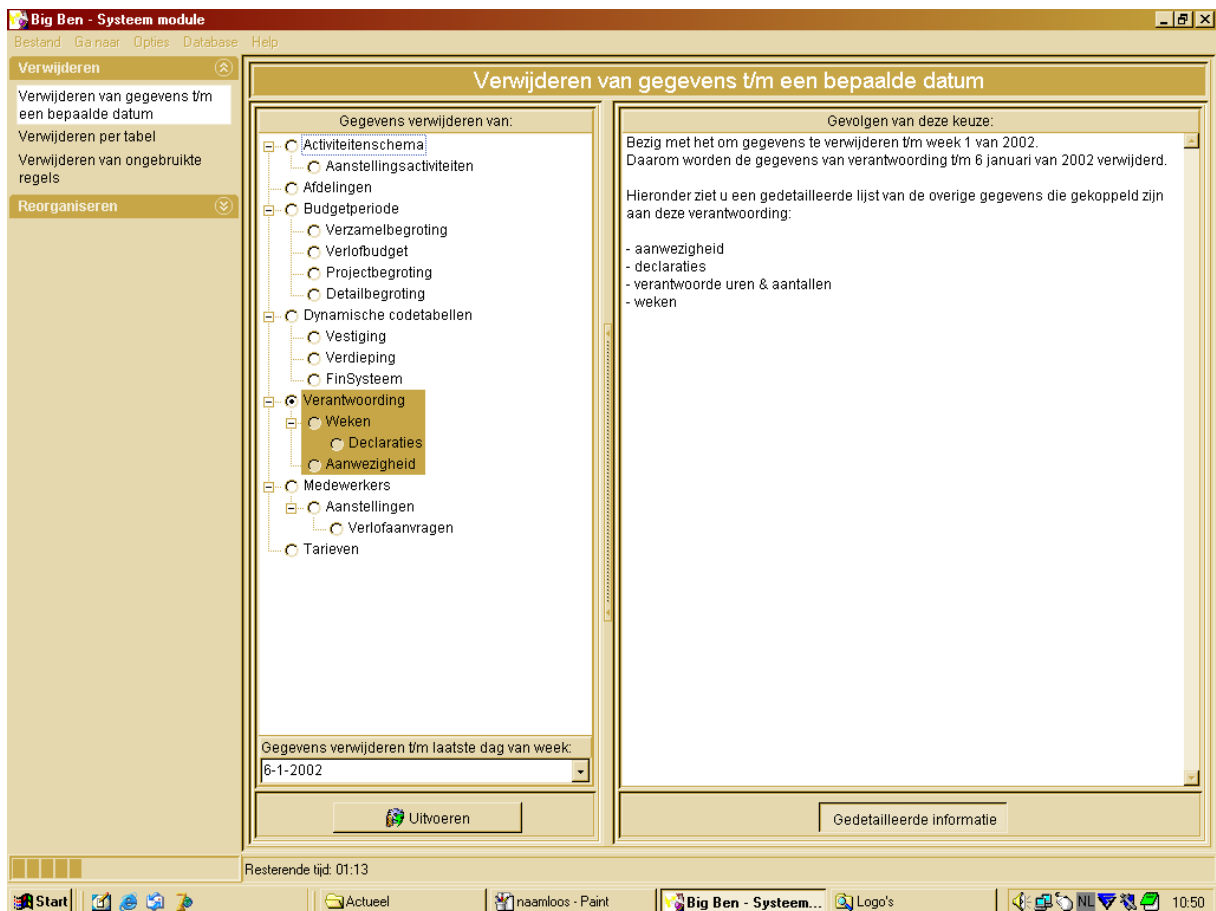 Big Ben - Systeem module
Bestand Ga naar Opties Database Help
Verwijderen
Verwijderen van gegevens t/m
een bepaalde datum
Verwijderen per tabel
Verwijderen van ongebruikte
regels
Reorganiseren
Verwijderen van gegevens t/m een bepaalde datum
Gegevens verwijderen van:
Activiteitenschema
Aanstellingsactiviteiten
Afdelingen
Budgetperiode
Verzamelbegroting
Verlofbudget
Projectbegroting
Detailbegroting
Dynamische codetabellen
Vestiging
Verdieping
FinSysteem
Verantwoording
Weken
Declaraties
Aanwezigheid
Medewerkers
Aanstellingen
Verlofaanvragen
Tarieven
Gegevens verwijderen t/m laatste dag van week:
6-1-2002
Uitvoeren
Gevolgen van deze keuze:
Bezig met het om gegevens te verwijderen t/m week 1 van 2002.
Daarom worden de gegevens van verantwoording t/m 6 januari van 2002 verwijderd.
Hieronder ziet u een gedetailleerde lijst van de overige gegevens die gekoppeld zijn
aan deze verantwoording:
- aanwezigheid
- declaraties
- verantwoorde uren & aantallen
- weken
Gedetailleerde informatie
Resterende tijd: 01:13
Start Actueel naamloos - Paint Big Ben - Systeem... Logo's NL 10:50